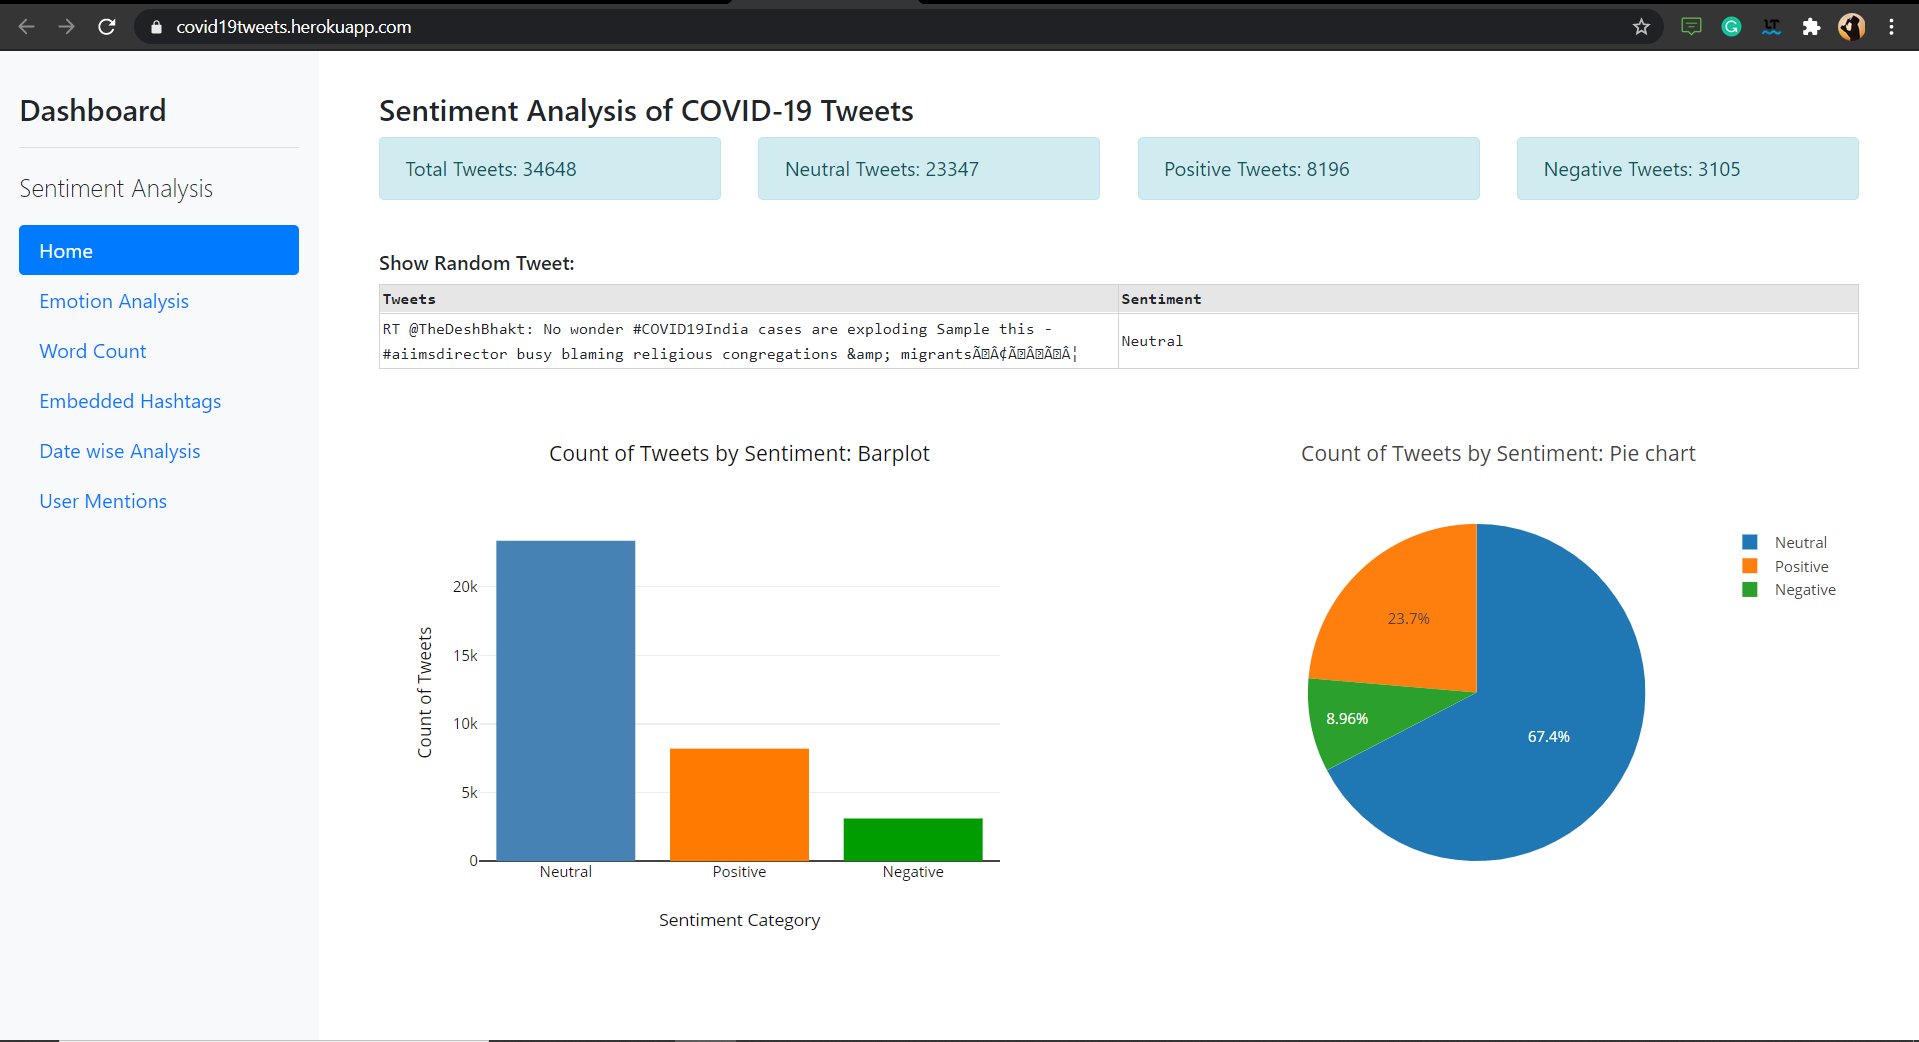 covid19tweets.herokuapp.com
Dashboard
Sentiment Analysis
Home
Emotion Analysis
Word Count
Embedded Hashtags
Date wise Analysis
User Mentions
Sentiment Analysis of COVID-19 Tweets
Total Tweets: 34648
Neutral Tweets: 23347
Positive Tweets: 8196
Negative Tweets: 3105
Show Random Tweet:
Tweets
Sentiment
RT @TheDeshBhakt: No wonder #COVID19India cases are exploding Sample this -
#aiimsdirector busy blaming religious congregations &amp; migrants
Neutral
Count of Tweets by Sentiment: Barplot
Count of Tweets
20k
15k
10k
5k
0
Neutral
Positive
Negative
Sentiment Category
Count of Tweets by Sentiment: Pie chart
23.7%
8.96%
67.4%
Neutral
Positive
Negative